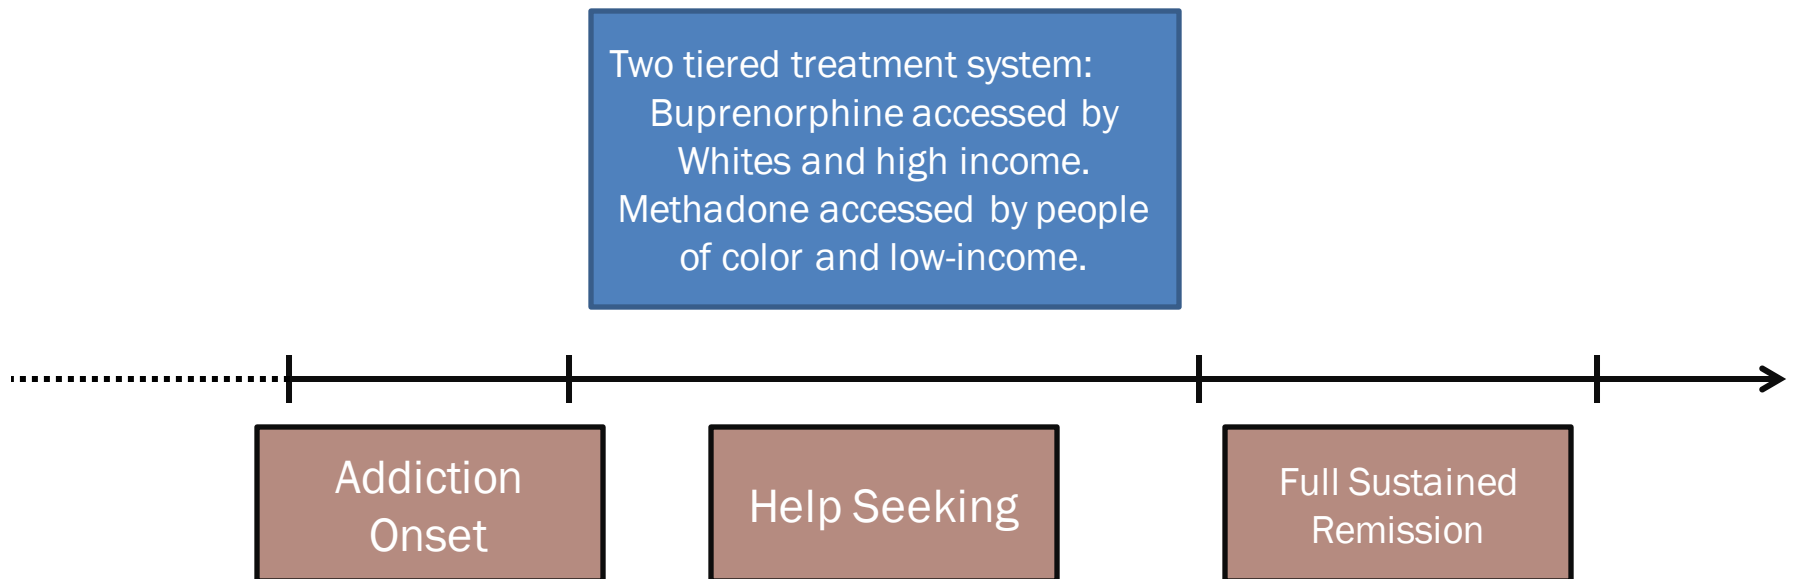 Two tiered treatment system:
Buprenorphine accessed by
Whites and high income.
Methadone accessed by people
of color and low-income.
Addiction
Onset
Help Seeking
Full Sustained
Remission